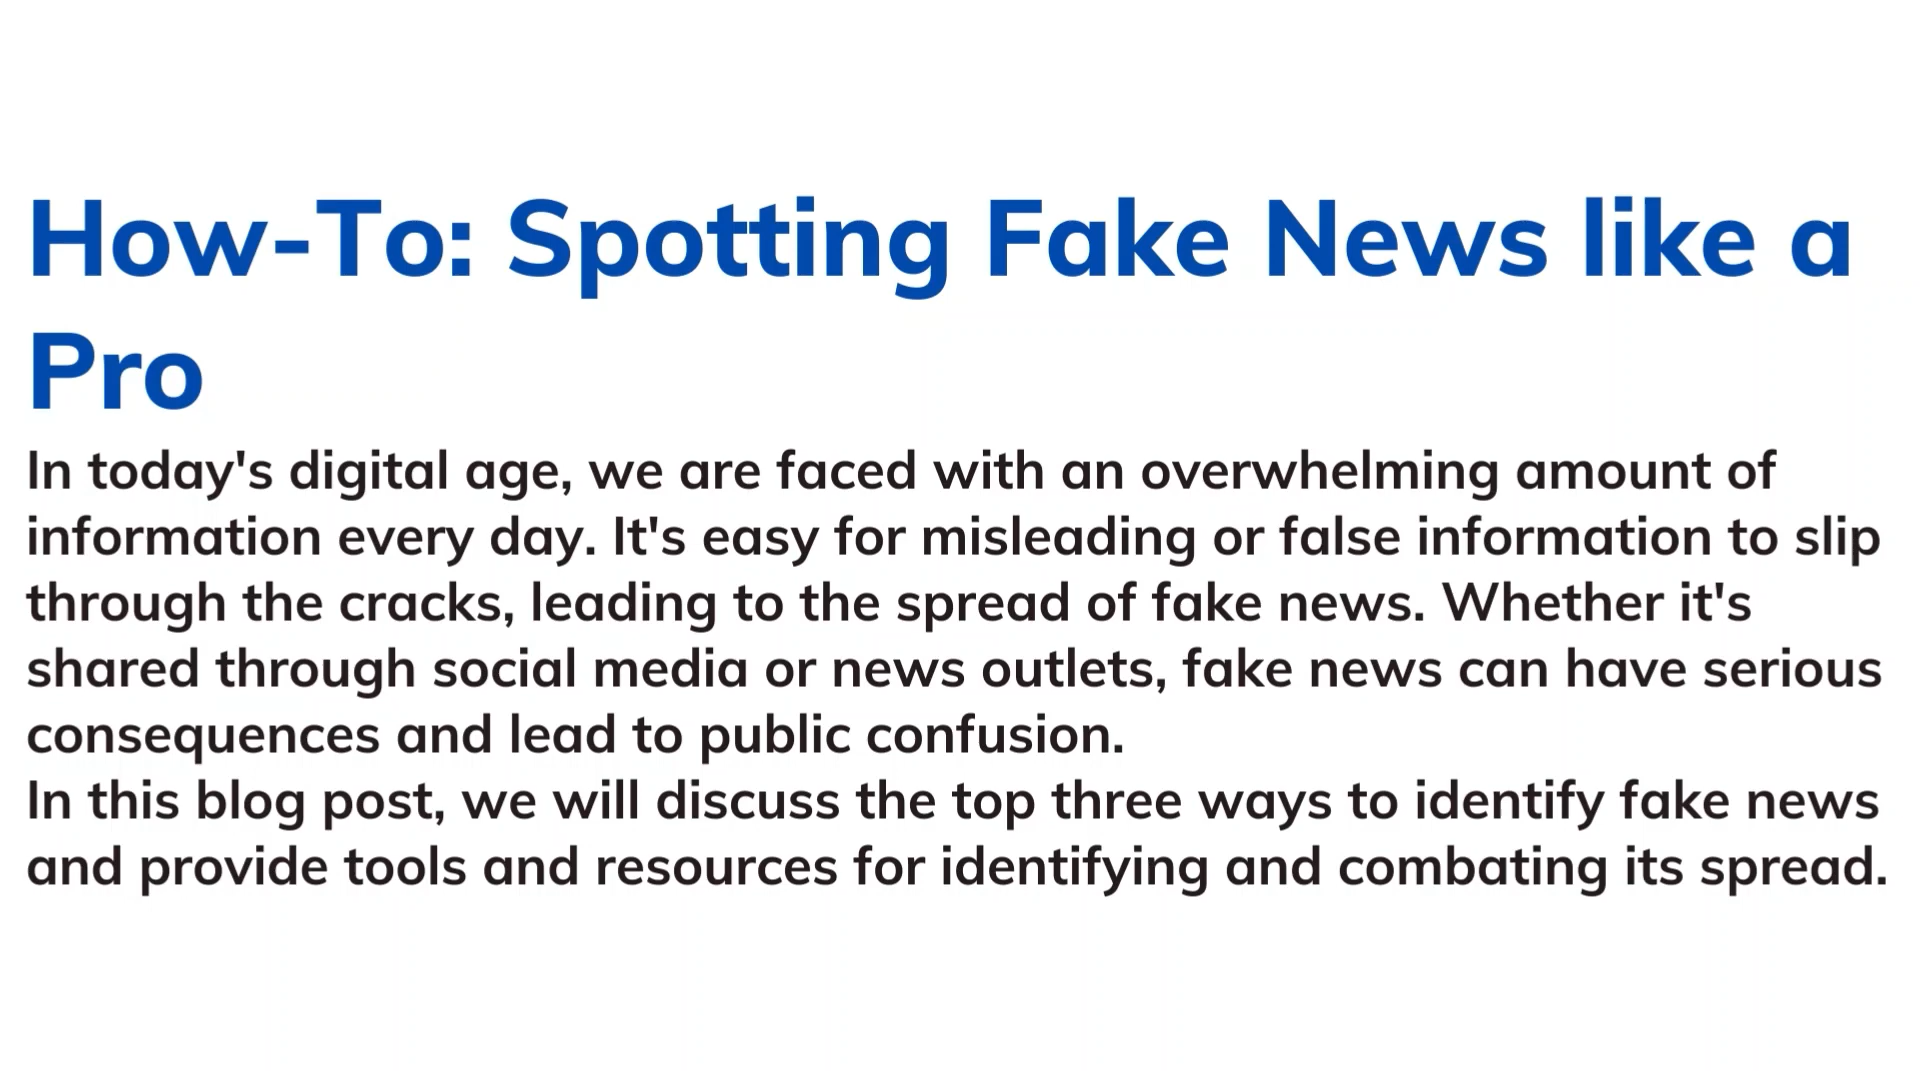 How-To: Spotting Fake News like a
Pro
In today's digital age, we are faced with an overwhelming amount of
information every day. It's easy for misleading or false information to slip
through the cracks, leading to the spread of fake news. Whether it's
shared through social media or news outlets, fake news can have serious
consequences and lead to public confusion.
In this blog post, we will discuss the top three ways to identify fake news
and provide tools and resources for identifying and combating its spread.